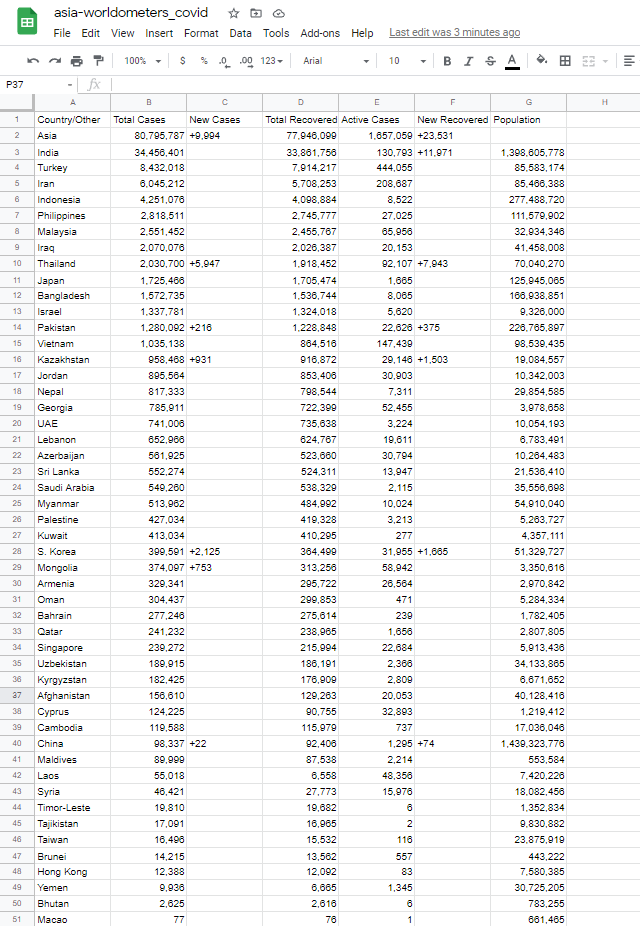 asia-worldometers_covid
File Edit View Insert Format Data Tools Add-ons Help Last edit was 3 minutes ago
100% $ % .0 .00 123 Arial 10 B I S A
P37 fx
A B C D E F G H
1 Country/Other Total Cases New Cases Total Recovered Active Cases New Recovered Population
2 Asia 80,795,787 +9,994 77,946,099 1,657,059 +23,531
3 India 34,456,401 33,861,756 130,793 +11,971 1,398,605,778
4 Turkey 8,432,018 7,914,217 444,055 85,583,174
5 Iran 6,045,212 5,708,253 208,687 85,466,388
6 Indonesia 4,251,076 4,098,884 8,522 277,488,720
7 Philippines 2,818,511 2,745,777 27,025 111,579,902
8 Malaysia 2,551,452 2,455,767 65,956 32,934,346
9 Iraq 2,070,076 2,026,387 20,153 41,458,008
10 Thailand 2,030,700 +5,947 1,918,452 92,107 +7,943 70,040,270
11 Japan 1,725,466 1,705,474 1,665 125,945,065
12 Bangladesh 1,572,735 1,536,744 8,065 166,938,851
13 Israel 1,337,781 1,324,018 5,620 9,326,000
14 Pakistan 1,280,092 +216 1,228,848 22,626 +375 226,765,897
15 Vietnam 1,035,138 864,516 147,439 98,539,435
16 Kazakhstan 958,468 +931 916,872 29,146 +1,503 19,084,557
17 Jordan 895,564 853,406 30,903 10,342,003
18 Nepal 817,333 798,544 7,311 29,854,585
19 Georgia 785,911 722,399 52,455 3,978,658
20 UAE 741,006 735,638 3,224 10,054,193
21 Lebanon 652,966 624,767 19,611 6,783,491
22 Azerbaijan 561,925 523,660 30,794 10,264,483
23 Sri Lanka 552,274 524,311 13,947 21,536,410
24 Saudi Arabia 549,260 538,329 2,115 35,556,698
25 Myanmar 513,962 484,992 10,024 54,910,040
26 Palestine 427,034 419,328 3,213 5,263,727
27 Kuwait 413,034 410,295 277 4,357,111
28 S. Korea 399,591 +2,125 364,499 31,955 +1,665 51,329,727
29 Mongolia 374,097 +753 313,256 58,942 3,350,616
30 Armenia 329,341 295,722 26,564 2,970,842
31 Oman 304,437 299,853 471 5,284,334
32 Bahrain 277,246 275,614 239 1,782,405
33 Qatar 241,232 238,965 1,656 2,807,805
34 Singapore 239,272 215,994 22,684 5,913,436
35 Uzbekistan 189,915 186,191 2,366 34,133,865
36 Kyrgyzstan 182,425 176,909 2,809 6,671,652
37 Afghanistan 156,610 129,263 20,053 40,128,416
38 Cyprus 124,225 90,755 32,893 1,219,412
39 Cambodia 119,588 115,979 737 17,036,046
40 China 98,337 +22 92,406 1,295 +74 1,439,323,776
41 Maldives 89,999 87,538 2,214 553,584
42 Laos 55,018 6,558 48,356 7,420,226
43 Syria 46,421 27,773 15,976 18,082,456
44 Timor-Leste 19,810 19,682 6 1,352,834
45 Tajikistan 17,091 16,965 2 9,830,882
46 Taiwan 16,496 15,532 116 23,875,919
47 Brunei 14,215 13,562 557 443,222
48 Hong Kong 12,388 12,092 83 7,580,385
49 Yemen 9,936 6,665 1,345 30,725,205
50 Bhutan 2,625 2,616 6 783,255
51 Macao 77 76 1 661,465